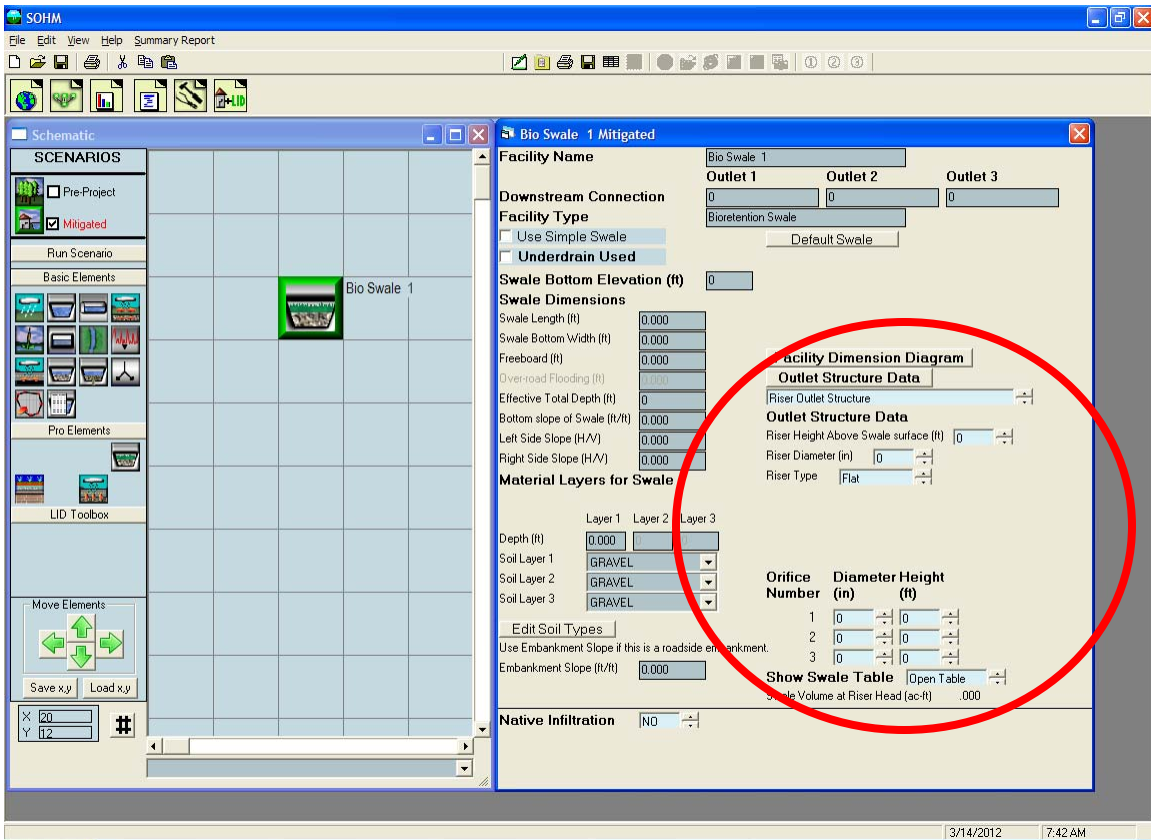 SOHM
File Edit View Help Summary Report
Schematic
SCENARIOS
Pre-Project
Mitigated
Run Scenario
Basic Elements
Pro Elements
LID Toolbox
Move Elements
Save x,y Load x,y
X 20
Y 12
#
Bio Swale 1
+LID
Bio Swale 1 Mitigated
Facility Name Bio Swale 1
Outlet 1 Outlet 2 Outlet 3
Downstream Connection 0 0 0
Facility Type Bioretention Swale
Use Simple Swale Default Swale
Underdrain Used
Swale Bottom Elevation (ft) 0
Swale Dimensions
Swale Length (ft) 0.000
Swale Bottom Width (ft) 0.000
Freeboard (ft) 0.000
Over-road Flooding (ft) 0.000
Effective Total Depth (ft) 0
Bottom slope of Swale (ft/ft) 0.000
Left Side Slope (H/V) 0.000
Right Side Slope (H/V) 0.000
Material Layers for Swale
Layer 1 Layer 2 Layer 3
Depth (ft) 0.000 0 0
Soil Layer 1 GRAVEL
Soil Layer 2 GRAVEL
Soil Layer 3 GRAVEL
Edit Soil Types
Use Embankment Slope if this is a roadside embankment.
Embankment Slope (ft/ft) 0.000
Native Infiltration NO
Facility Dimension Diagram
Outlet Structure Data
Riser Outlet Structure
Outlet Structure Data
Riser Height Above Swale surface (ft) 0
Riser Diameter (in) 0
Riser Type Flat
Orifice Diameter Height
Number (in) (ft)
1 0 0
2 0 0
3 0 0
Show Swale Table Open Table
Swale Volume at Riser Head (ac-ft) .000
3/14/2012 7:42 AM